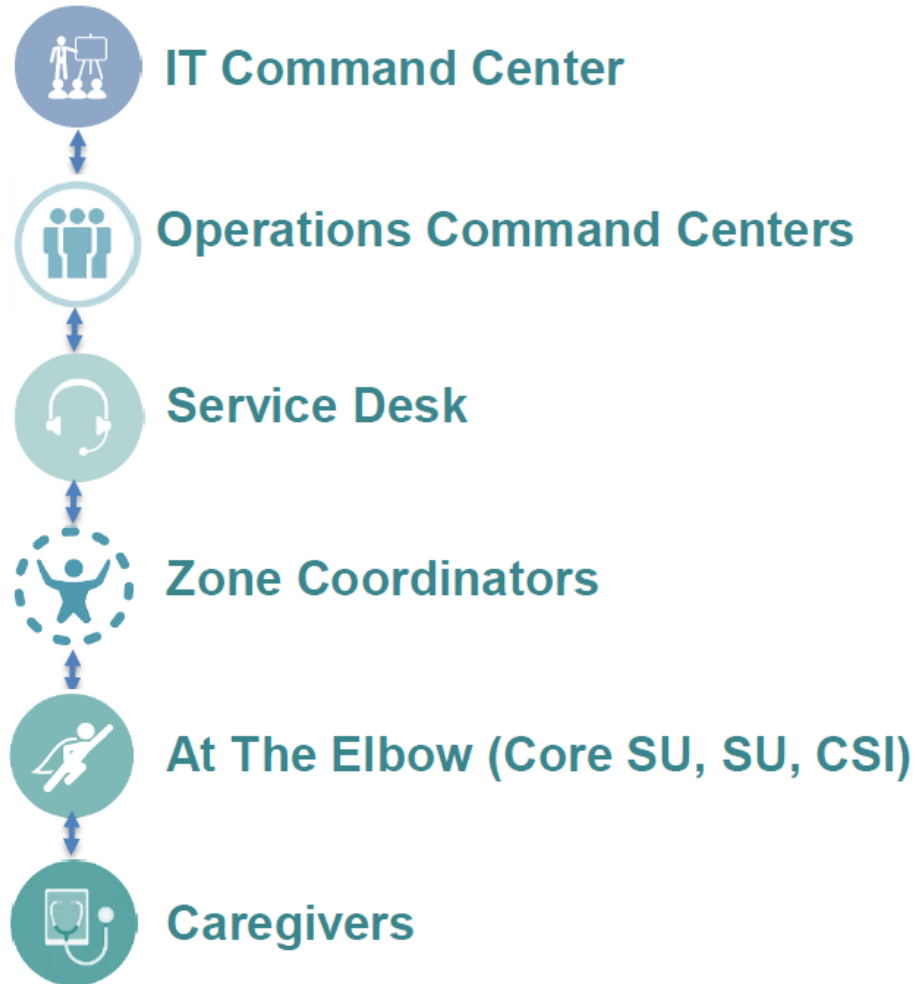 IT Command Center
Operations Command Centers
Service Desk
Zone Coordinators
At The Elbow (Core SU, SU, CSI)
Caregivers